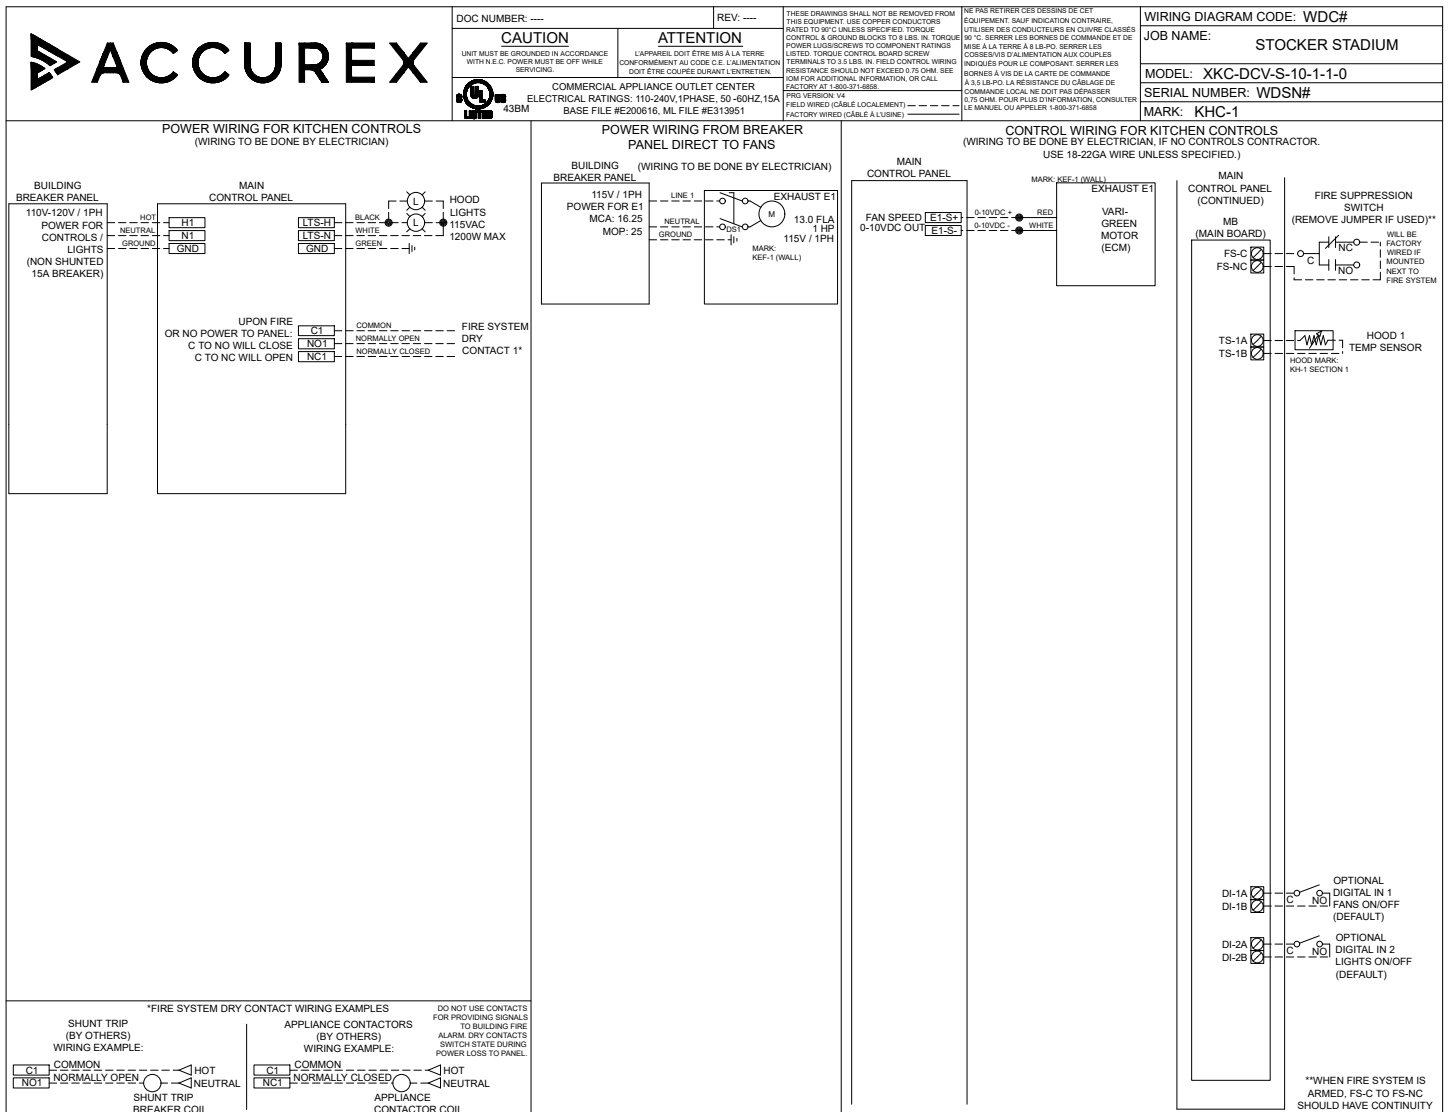 ACCUREX
DOC NUMBER: ----
REV: ----
CAUTION
UNIT MUST BE GROUNDED IN ACCORDANCE
WITH N.E.C. POWER MUST BE OFF WHILE
SERVICING.
ATTENTION
L'APPAREIL DOIT ÊTRE MIS À LA TERRE
CONFORMÉMENT AU CODE C.E. L'ALIMENTATION
DOIT ÊTRE COUPÉE DURANT L'ENTRETIEN.
C UL US
LISTED
43BM
COMMERCIAL APPLIANCE OUTLET CENTER
ELECTRICAL RATINGS: 110-240V,1PHASE, 50 -60HZ,15A
BASE FILE #E200616, ML FILE #E313951
THESE DRAWINGS SHALL NOT BE REMOVED FROM
THIS EQUIPMENT. USE COPPER CONDUCTORS
RATED TO 90°C UNLESS SPECIFIED. TORQUE
CONTROL & GROUND BLOCKS TO 8 LBS. IN. TORQUE
POWER LUGS/SCREWS TO COMPONENT RATINGS
LISTED. TORQUE CONTROL BOARD SCREW
TERMINALS TO 3.5 LBS. IN. FIELD CONTROL WIRING
RESISTANCE SHOULD NOT EXCEED 0.75 OHM. SEE
IOM FOR ADDITIONAL INFORMATION, OR CALL
FACTORY AT 1-800-371-6858.
PRG VERSION: V4
FIELD WIRED (CÂBLÉ LOCALEMENT)
FACTORY WIRED (CÂBLÉ À L'USINE)
NE PAS RETIRER CES DESSINS DE CET
ÉQUIPEMENT. SAUF INDICATION CONTRAIRE,
UTILISER DES CONDUCTEURS EN CUIVRE CLASSÉS
90 °C. SERRER LES BORNES DE COMMANDE ET DE
MISE À LA TERRE À 8 LB-PO. SERRER LES
COSSES/VIS D'ALIMENTATION AUX COUPLES
INDIQUÉS POUR LE COMPOSANT. SERRER LES
BORNES À VIS DE LA CARTE DE COMMANDE
À 3,5 LB-PO. LA RÉSISTANCE DU CÂBLAGE DE
COMMANDE LOCAL NE DOIT PAS DÉPASSER
0,75 OHM. POUR PLUS D'INFORMATION, CONSULTER
LE MANUEL OU APPELER 1-800-371-6858
WIRING DIAGRAM CODE: WDC#
JOB NAME:
STOCKER STADIUM
MODEL: XKC-DCV-S-10-1-1-0
SERIAL NUMBER: WDSN#
MARK: KHC-1
POWER WIRING FOR KITCHEN CONTROLS
(WIRING TO BE DONE BY ELECTRICIAN)
BUILDING
BREAKER PANEL
MAIN
CONTROL PANEL
110V-120V / 1PH
POWER FOR
CONTROLS /
LIGHTS
(NON SHUNTED
15A BREAKER)
HOT
H1
NEUTRAL
N1
GROUND
GND
LTS-H
BLACK
LTS-N
WHITE
GND
GREEN
L
L
HOOD
LIGHTS
115VAC
1200W MAX
UPON FIRE
OR NO POWER TO PANEL:
C TO NO WILL CLOSE
C TO NC WILL OPEN
C1
COMMON
NO1
NORMALLY OPEN
NC1
NORMALLY CLOSED
FIRE SYSTEM
DRY
CONTACT 1*
*FIRE SYSTEM DRY CONTACT WIRING EXAMPLES
SHUNT TRIP
(BY OTHERS)
WIRING EXAMPLE:
C1
COMMON
HOT
NO1
NORMALLY OPEN
NEUTRAL
SHUNT TRIP
BREAKER COIL
APPLIANCE CONTACTORS
(BY OTHERS)
WIRING EXAMPLE:
C1
COMMON
HOT
NC1
NORMALLY CLOSED
NEUTRAL
APPLIANCE
CONTACTOR COIL
DO NOT USE CONTACTS
FOR PROVIDING SIGNALS
TO BUILDING FIRE
ALARM. DRY CONTACTS
SWITCH STATE DURING
POWER LOSS TO PANEL.
POWER WIRING FROM BREAKER
PANEL DIRECT TO FANS
(WIRING TO BE DONE BY ELECTRICIAN)
BUILDING
BREAKER PANEL
115V / 1PH
POWER FOR E1
MCA: 16.25
MOP: 25
LINE 1
NEUTRAL
GROUND
DS1
M
EXHAUST E1
13.0 FLA
1 HP
115V / 1PH
MARK:
KEF-1 (WALL)
CONTROL WIRING FOR KITCHEN CONTROLS
(WIRING TO BE DONE BY ELECTRICIAN, IF NO CONTROLS CONTRACTOR.
USE 18-22GA WIRE UNLESS SPECIFIED.)
MAIN
CONTROL PANEL
FAN SPEED
0-10VDC OUT
E1-S+
E1-S-
0-10VDC +
RED
0-10VDC -
WHITE
MARK: KEF-1 (WALL)
EXHAUST E1
VARI-
GREEN
MOTOR
(ECM)
MAIN
CONTROL PANEL
(CONTINUED)
MB
(MAIN BOARD)
FS-C
FS-NC
FIRE SUPPRESSION
SWITCH
(REMOVE JUMPER IF USED)**
C
NC
NO
WILL BE
FACTORY
WIRED IF
MOUNTED
NEXT TO
FIRE SYSTEM
TS-1A
TS-1B
HOOD 1
TEMP SENSOR
HOOD MARK:
KH-1 SECTION 1
DI-1A
DI-1B
C
NO
OPTIONAL
DIGITAL IN 1
FANS ON/OFF
(DEFAULT)
DI-2A
DI-2B
C
NO
OPTIONAL
DIGITAL IN 2
LIGHTS ON/OFF
(DEFAULT)
**WHEN FIRE SYSTEM IS
ARMED, FS-C TO FS-NC
SHOULD HAVE CONTINUITY